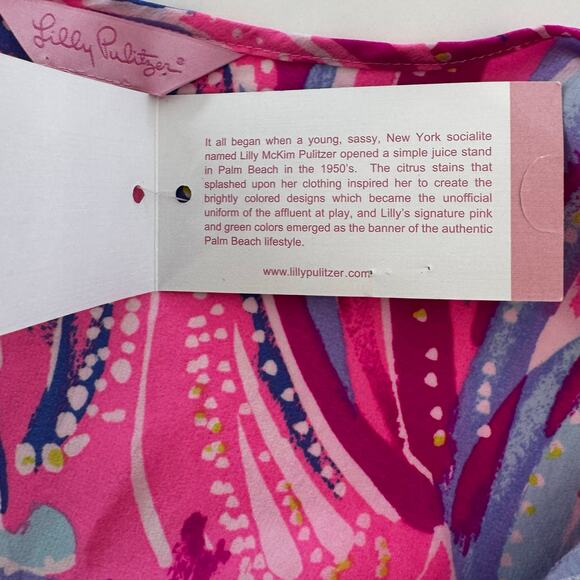 Lilly Pulitzer®
It all began when a young, sassy, New York socialite
named Lilly McKim Pulitzer opened a simple juice stand
in Palm Beach in the 1950's. The citrus stains that
splashed upon her clothing inspired her to create the
brightly colored designs which became the unofficial
uniform of the affluent at play, and Lilly's signature pink
and green colors emerged as the banner of the authentic
Palm Beach lifestyle.
www.lillypulitzer.com